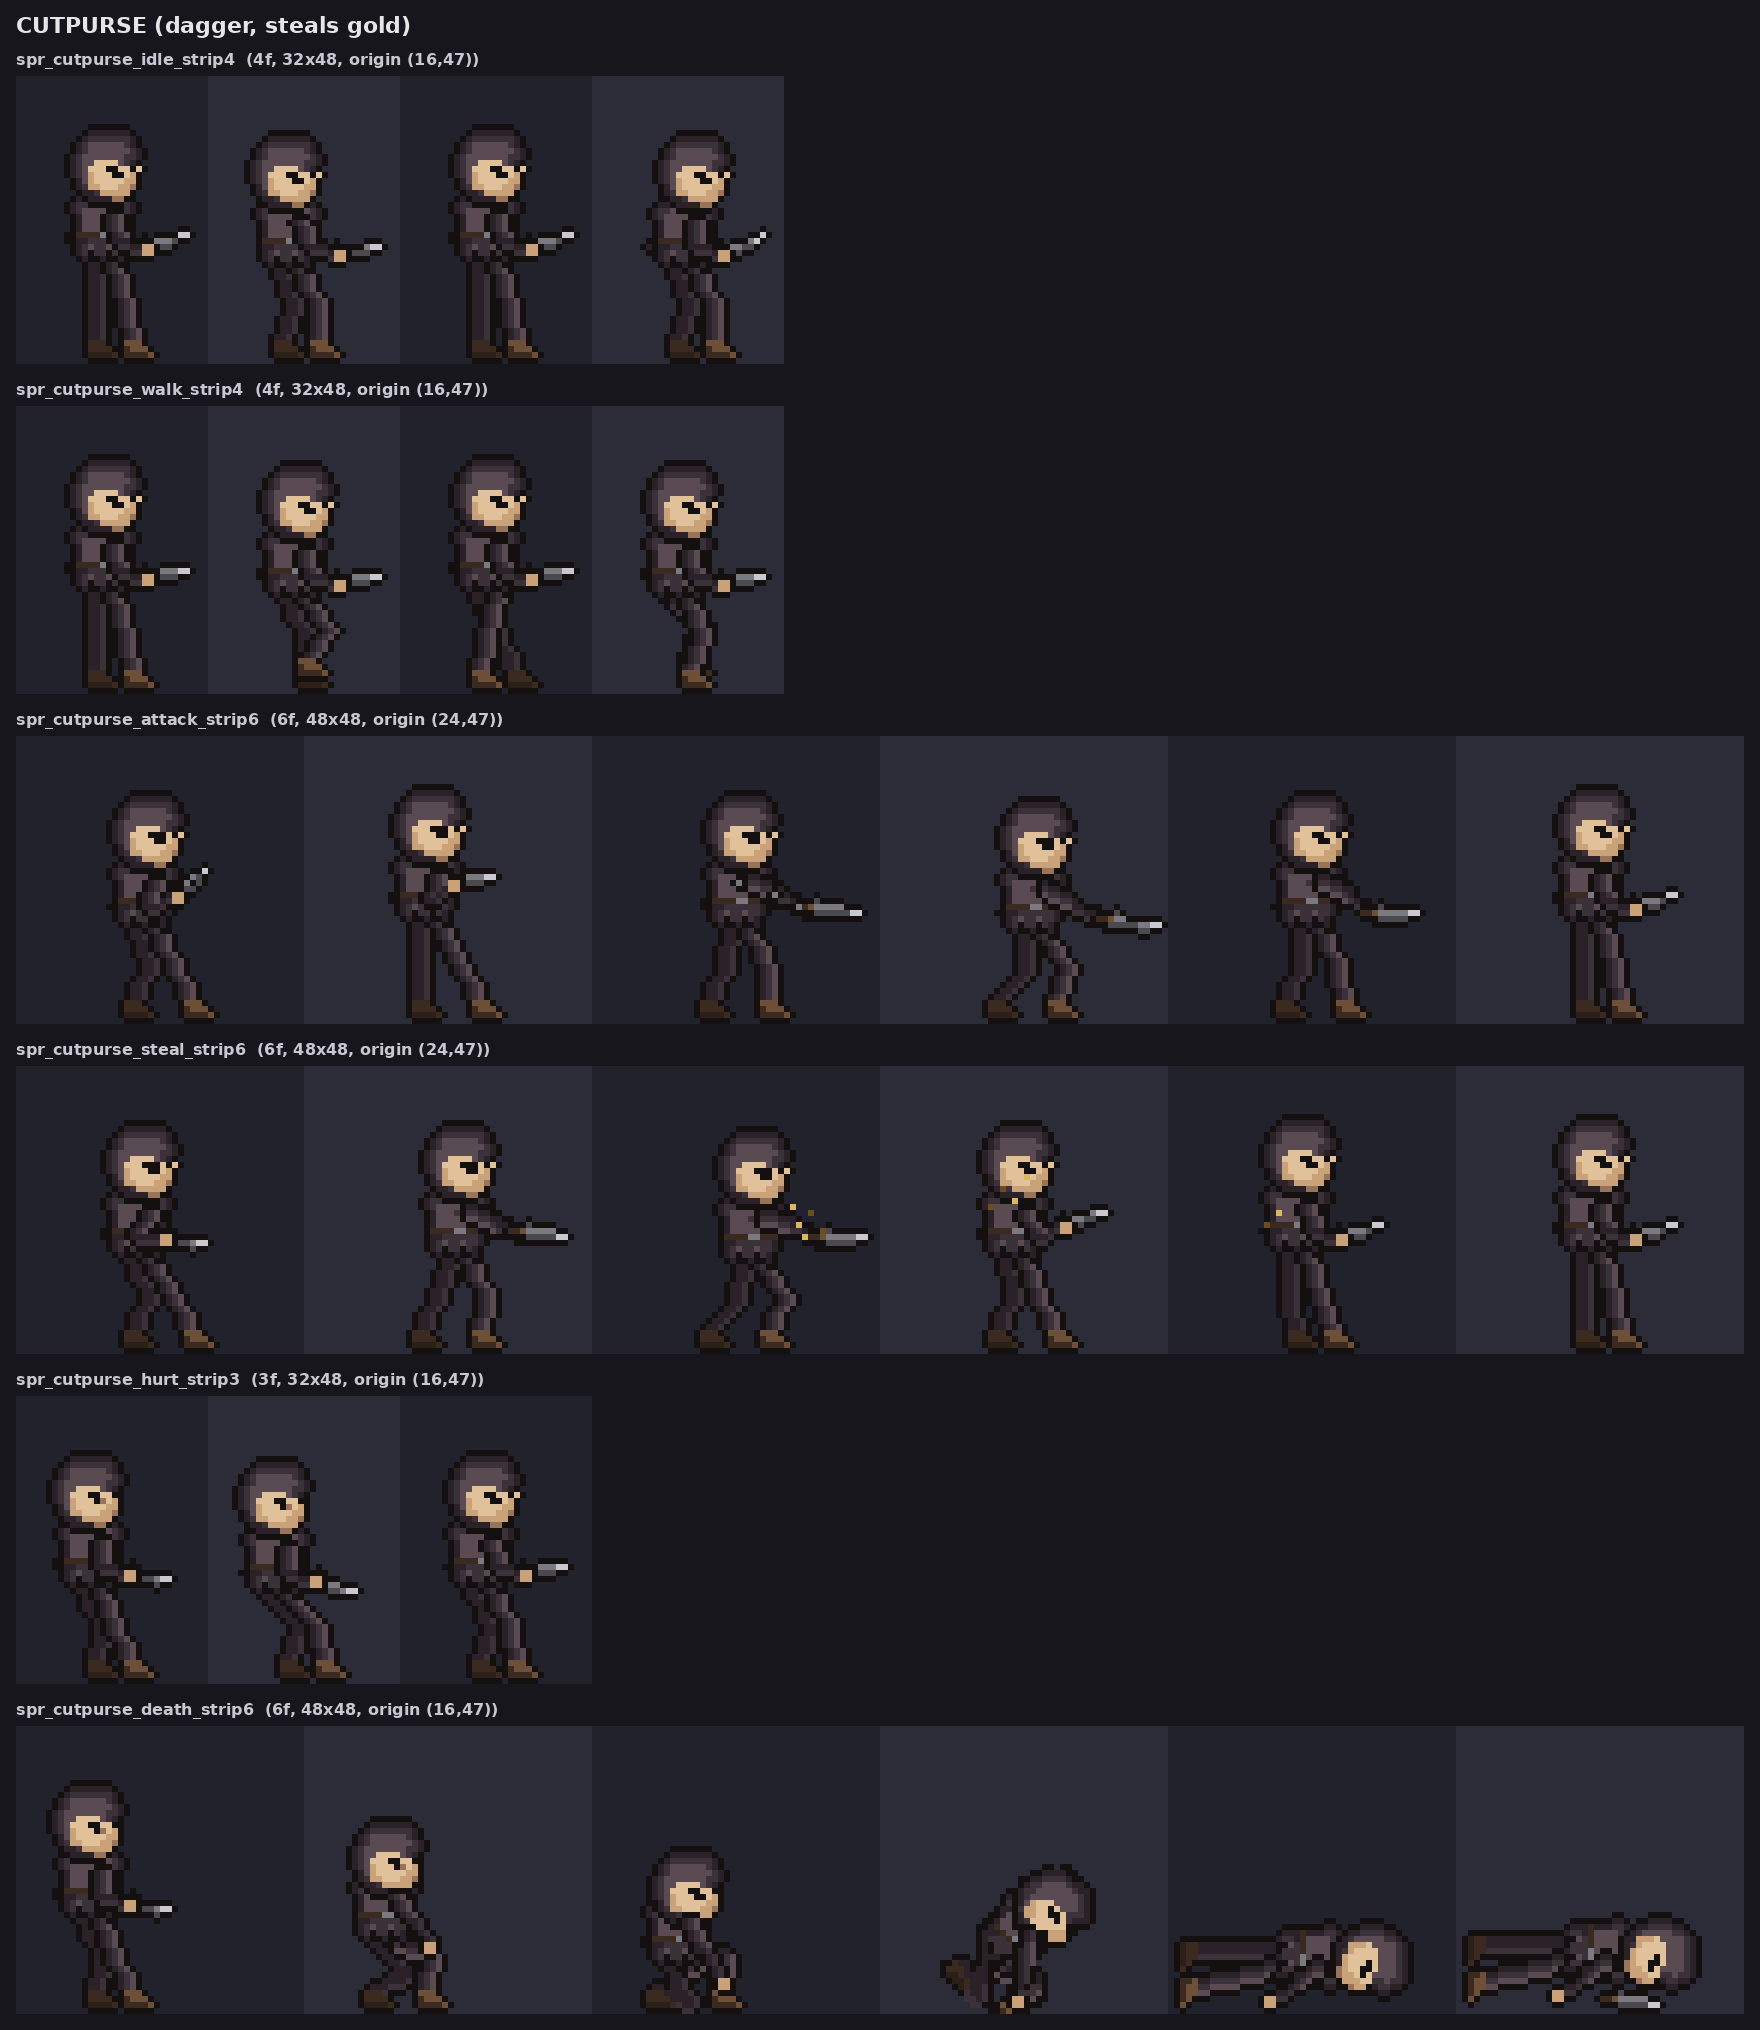 CUTPURSE (dagger, steals gold)
spr_cutpurse_idle_strip4 (4f, 32x48, origin (16,47))
spr_cutpurse_walk_strip4 (4f, 32x48, origin (16,47))
spr_cutpurse_attack_strip6 (6f, 48x48, origin (24,47))
spr_cutpurse_steal_strip6 (6f, 48x48, origin (24,47))
spr_cutpurse_hurt_strip3 (3f, 32x48, origin (16,47))
spr_cutpurse_death_strip6 (6f, 48x48, origin (16,47))